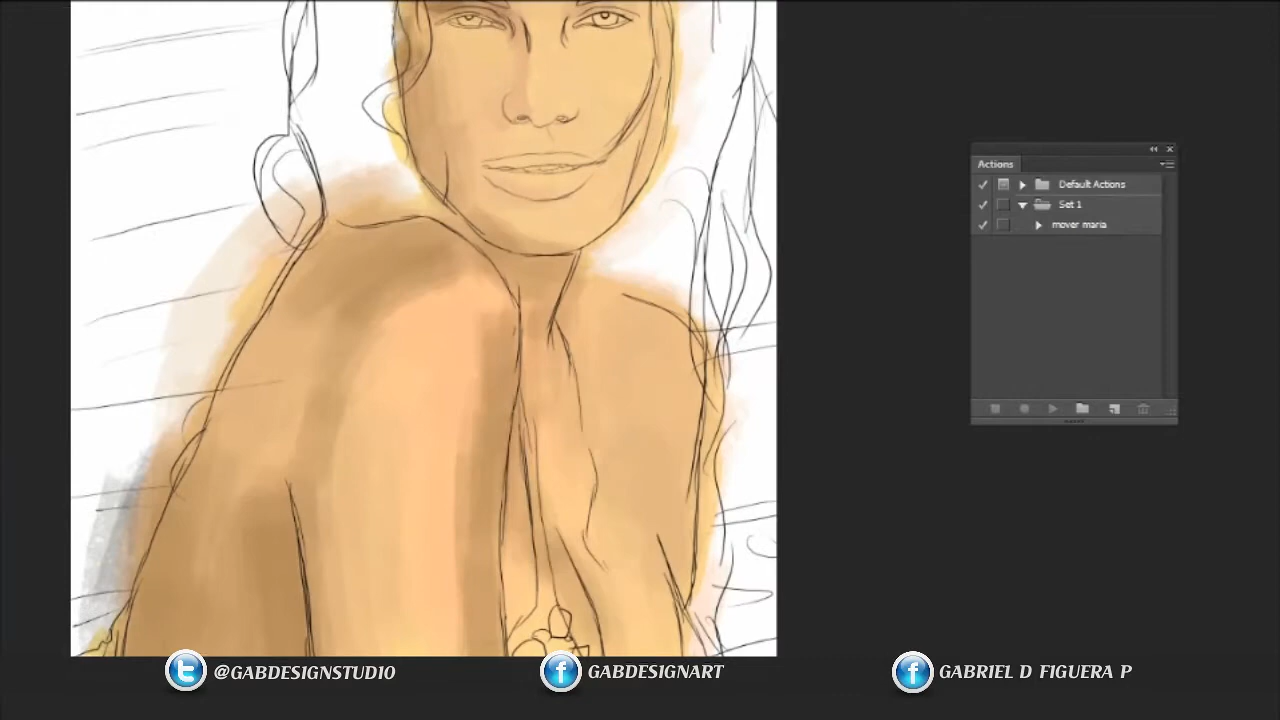 Actions
Default Actions
Set 1
mover maria
@GABDESIGNSTUDIO
GABDESIGNART
GABRIEL D FIGUERA P